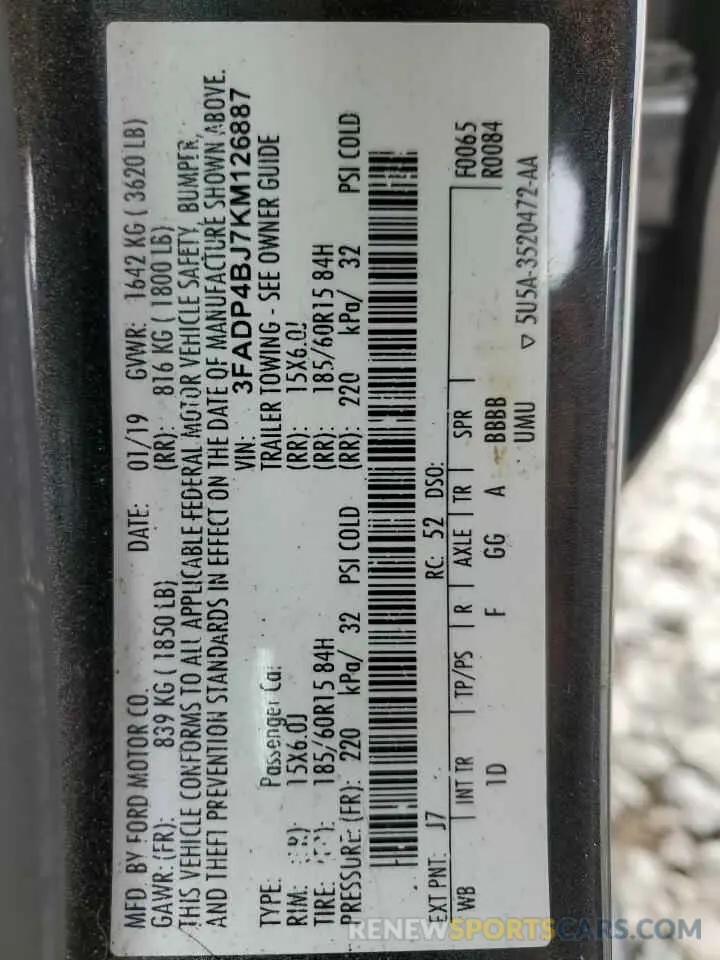 MFD. BY FORD MOTOR CO. DATE: 01/19 GVWR: 1642 KG ( 3620 LB)
GAWR: (FR): 839 KG ( 1850 LB) (RR): 816 KG ( 1800 LB)
THIS VEHICLE CONFORMS TO ALL APPLICABLE FEDERAL MOTOR VEHICLE SAFETY, BUMPER,
AND THEFT PREVENTION STANDARDS IN EFFECT ON THE DATE OF MANUFACTURE SHOWN ABOVE.
VIN: 3FADP4BJ7KM126887
TYPE: Passenger Car TRAILER TOWING - SEE OWNER GUIDE
RIM: 15X6.0J (RR): 15X6.0J
TIRE: 185/60R15 84H (RR): 185/60R15 84H
PRESSURE: (FR): 220 kPa/ 32 PSI COLD (RR): 220 kPa/ 32 PSI COLD
EXT PNT: J7 RC: 52 DSO: F0065
WB INT TR TP/PS R AXLE TR SPR R0084
1D F GG A BBBB
UMU ▽ 5U5A-3520472-AA
RENEWSPORTSCARS.COM